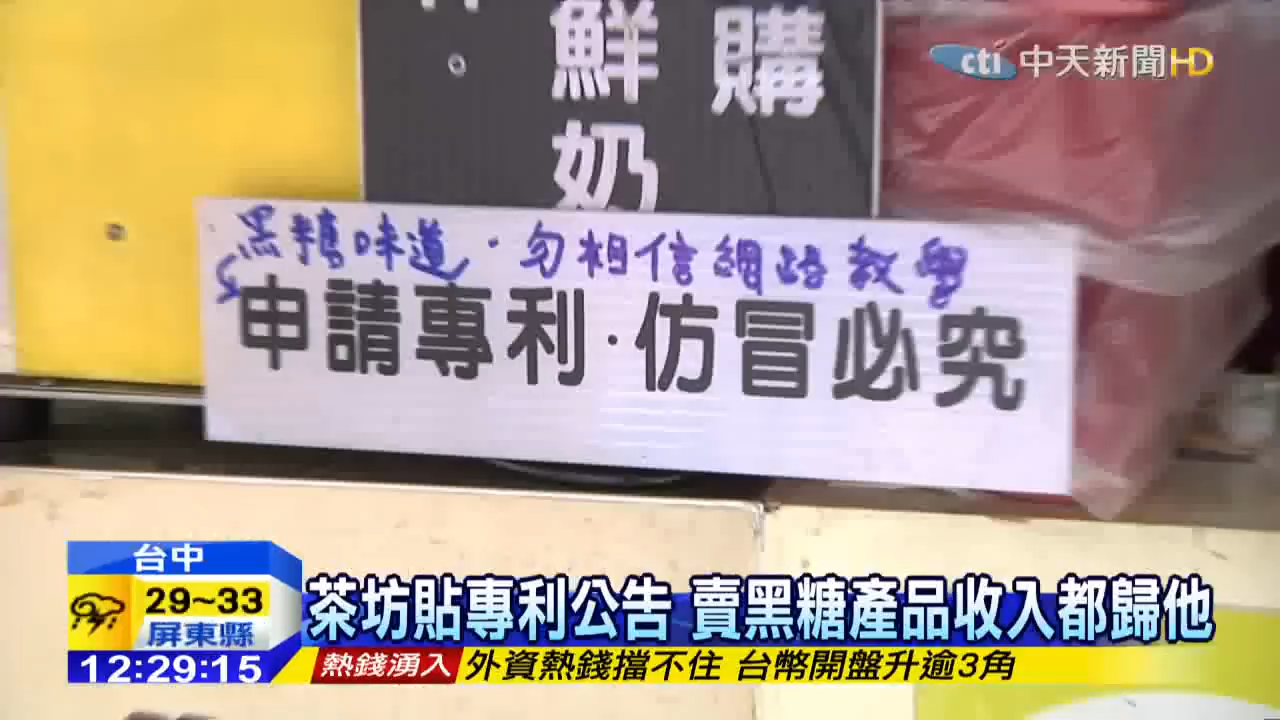 鮮奶
購
cti 中天新聞HD
黑糖味道·勿相信網路教學
申請專利·仿冒必究
台中
29~33
屏東縣
12:29:15
茶坊貼專利公告 賣黑糖產品收入都歸他
熱錢湧入 外資熱錢擋不住 台幣開盤升逾3角